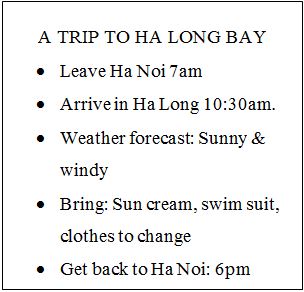 A TRIP TO HA LONG BAY
• Leave Ha Noi 7am
• Arrive in Ha Long 10:30am.
• Weather forecast: Sunny &
windy
• Bring: Sun cream, swim suit,
clothes to change
• Get back to Ha Noi: 6pm